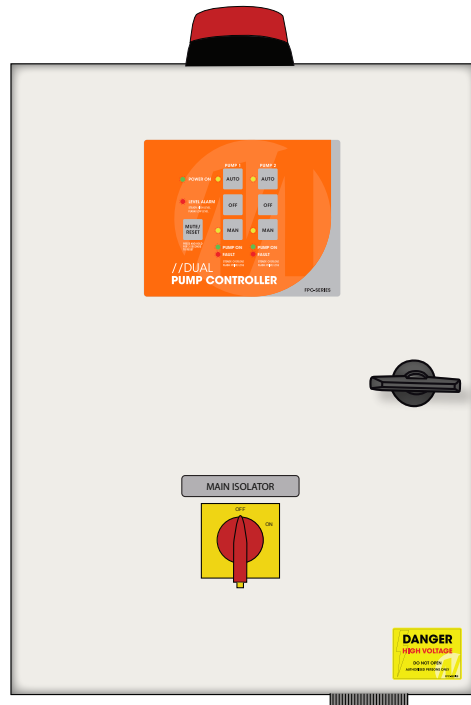 PUMP 1 PUMP 2
POWER ON AUTO AUTO
LEVEL ALARM OFF OFF
MUTE/
RESET MAN MAN
PUMP ON PUMP ON
FAULT FAULT
//DUAL
PUMP CONTROLLER
FPC-SERIES
MAIN ISOLATOR
OFF
ON
DANGER
HIGH VOLTAGE
DO NOT OPEN
AUTHORISED PERSONS ONLY